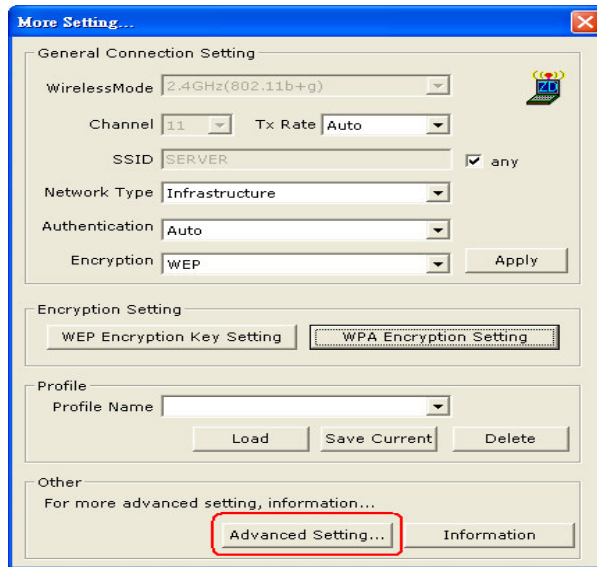 More Setting...
General Connection Setting
WirelessMode 2.4GHz(802.11b+g)
ZD
Channel 11 Tx Rate Auto
SSID SERVER any
Network Type Infrastructure
Authentication Auto
Encryption WEP Apply
Encryption Setting
WEP Encryption Key Setting WPA Encryption Setting
Profile
Profile Name
Load Save Current Delete
Other
For more advanced setting, information...
Advanced Setting... Information